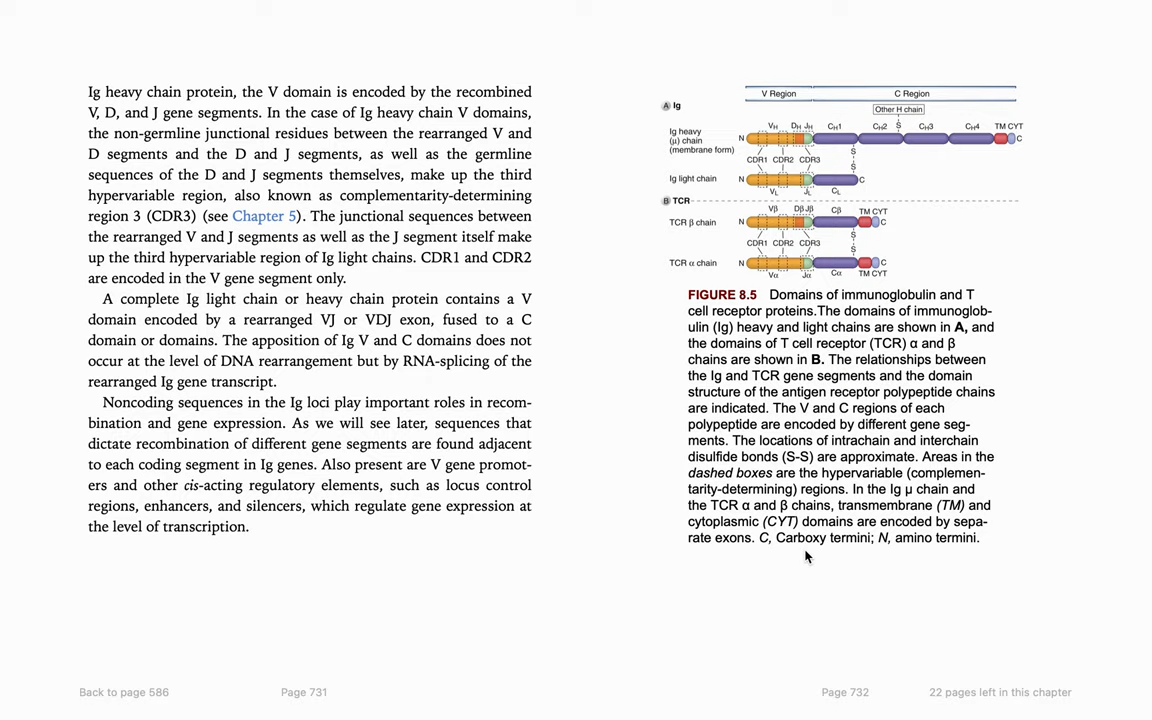 Ig heavy chain protein, the V domain is encoded by the recombined
V, D, and J gene segments. In the case of Ig heavy chain V domains,
the non-germline junctional residues between the rearranged V and
D segments and the D and J segments, as well as the germline
sequences of the D and J segments themselves, make up the third
hypervariable region, also known as complementarity-determining
region 3 (CDR3) (see Chapter 5). The junctional sequences between
the rearranged V and J segments as well as the J segment itself make
up the third hypervariable region of Ig light chains. CDR1 and CDR2
are encoded in the V gene segment only.
A complete Ig light chain or heavy chain protein contains a V
domain encoded by a rearranged VJ or VDJ exon, fused to a C
domain or domains. The apposition of Ig V and C domains does not
occur at the level of DNA rearrangement but by RNA-splicing of the
rearranged Ig gene transcript.
Noncoding sequences in the Ig loci play important roles in recom-
bination and gene expression. As we will see later, sequences that
dictate recombination of different gene segments are found adjacent
to each coding segment in Ig genes. Also present are V gene promot-
ers and other cis-acting regulatory elements, such as locus control
regions, enhancers, and silencers, which regulate gene expression at
the level of transcription.
V Region C Region
A Ig
Other H chain
VH DH JH CH1 CH2 S CH3 CH4 TM CYT
Ig heavy
(μ) chain
(membrane form)
N C
S
CDR1 CDR2 CDR3
S
Ig light chain N C
VL JL CL
B TCR
Vβ Dβ Jβ Cβ TM CYT
TCR β chain N C
S
CDR1 CDR2 CDR3
S
TCR α chain N C
Vα Jα Cα TM CYT
FIGURE 8.5 Domains of immunoglobulin and T
cell receptor proteins.The domains of immunoglob-
ulin (Ig) heavy and light chains are shown in A, and
the domains of T cell receptor (TCR) α and β
chains are shown in B. The relationships between
the Ig and TCR gene segments and the domain
structure of the antigen receptor polypeptide chains
are indicated. The V and C regions of each
polypeptide are encoded by different gene seg-
ments. The locations of intrachain and interchain
disulfide bonds (S-S) are approximate. Areas in the
dashed boxes are the hypervariable (complemen-
tarity-determining) regions. In the Ig μ chain and
the TCR α and β chains, transmembrane (TM) and
cytoplasmic (CYT) domains are encoded by sepa-
rate exons. C, Carboxy termini; N, amino termini.
Back to page 586 Page 731 Page 732 22 pages left in this chapter